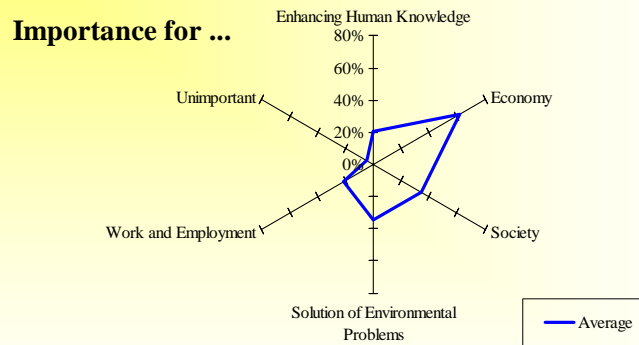 Importance for ...
Enhancing Human Knowledge
80%
60%
40%
20%
0%
Unimportant
Economy
Work and Employment
Society
Solution of Environmental
Problems
Average